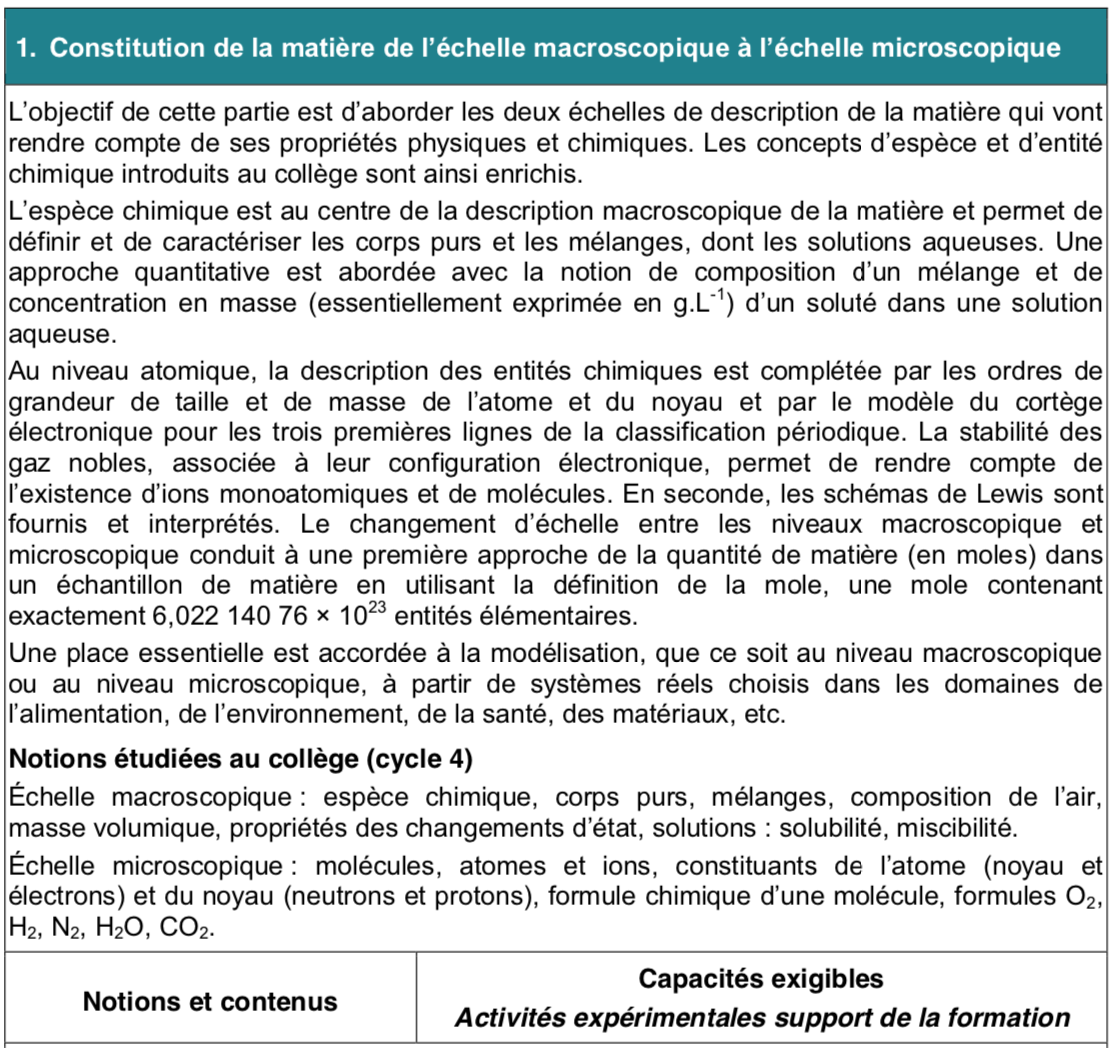 1. Constitution de la matière de l’échelle macroscopique à l’échelle microscopique
L’objectif de cette partie est d’aborder les deux échelles de description de la matière qui vont
rendre compte de ses propriétés physiques et chimiques. Les concepts d’espèce et d’entité
chimique introduits au collège sont ainsi enrichis.
L’espèce chimique est au centre de la description macroscopique de la matière et permet de
définir et de caractériser les corps purs et les mélanges, dont les solutions aqueuses. Une
approche quantitative est abordée avec la notion de composition d’un mélange et de
concentration en masse (essentiellement exprimée en g.L⁻¹) d’un soluté dans une solution
aqueuse.
Au niveau atomique, la description des entités chimiques est complétée par les ordres de
grandeur de taille et de masse de l’atome et du noyau et par le modèle du cortège
électronique pour les trois premières lignes de la classification périodique. La stabilité des
gaz nobles, associée à leur configuration électronique, permet de rendre compte de
l’existence d’ions monoatomiques et de molécules. En seconde, les schémas de Lewis sont
fournis et interprétés. Le changement d’échelle entre les niveaux macroscopique et
microscopique conduit à une première approche de la quantité de matière (en moles) dans
un échantillon de matière en utilisant la définition de la mole, une mole contenant
exactement 6,022 140 76 × 10²³ entités élémentaires.
Une place essentielle est accordée à la modélisation, que ce soit au niveau macroscopique
ou au niveau microscopique, à partir de systèmes réels choisis dans les domaines de
l’alimentation, de l’environnement, de la santé, des matériaux, etc.
Notions étudiées au collège (cycle 4)
Échelle macroscopique : espèce chimique, corps purs, mélanges, composition de l’air,
masse volumique, propriétés des changements d’état, solutions : solubilité, miscibilité.
Échelle microscopique : molécules, atomes et ions, constituants de l’atome (noyau et
électrons) et du noyau (neutrons et protons), formule chimique d’une molécule, formules O₂,
H₂, N₂, H₂O, CO₂.
Notions et contenus
Capacités exigibles
Activités expérimentales support de la formation